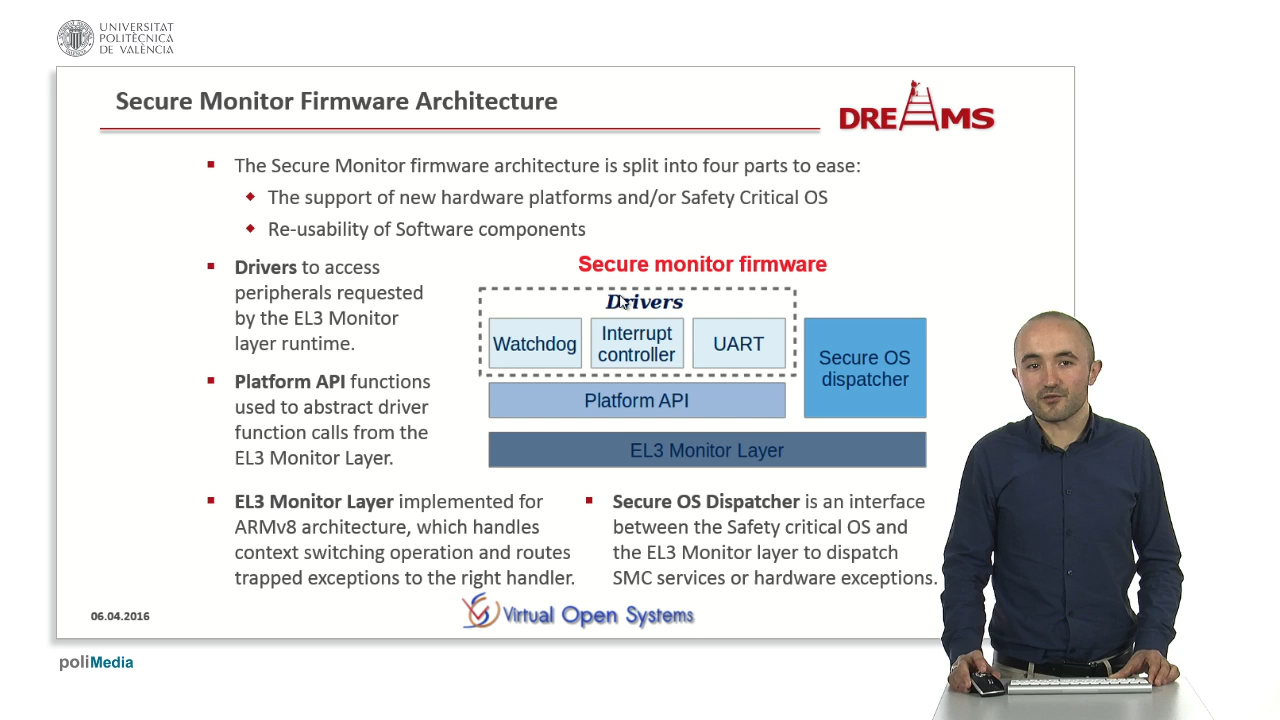 UNIVERSITAT
POLITÈCNICA
DE VALÈNCIA
Secure Monitor Firmware Architecture
DREAMS
The Secure Monitor firmware architecture is split into four parts to ease:
The support of new hardware platforms and/or Safety Critical OS
Re-usability of Software components
Drivers to access
peripherals requested
by the EL3 Monitor
layer runtime.
Platform API functions
used to abstract driver
function calls from the
EL3 Monitor Layer.
Secure monitor firmware
Drivers
Watchdog
Interrupt
controller
UART
Secure OS
dispatcher
Platform API
EL3 Monitor Layer
EL3 Monitor Layer implemented for
ARMv8 architecture, which handles
context switching operation and routes
trapped exceptions to the right handler.
Secure OS Dispatcher is an interface
between the Safety critical OS and
the EL3 Monitor layer to dispatch
SMC services or hardware exceptions.
06.04.2016
Virtual Open Systems
poliMedia